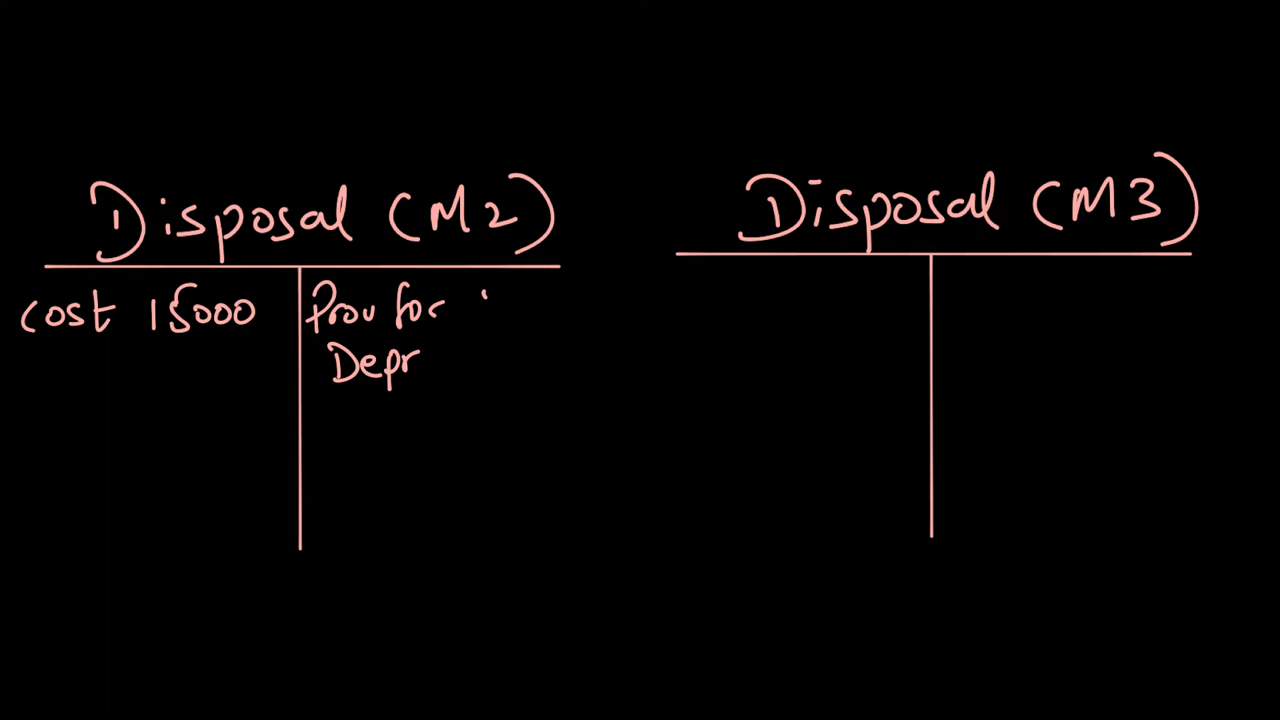 Disposal (M2)
cost 15000
Prov for
Depr
Disposal (M3)